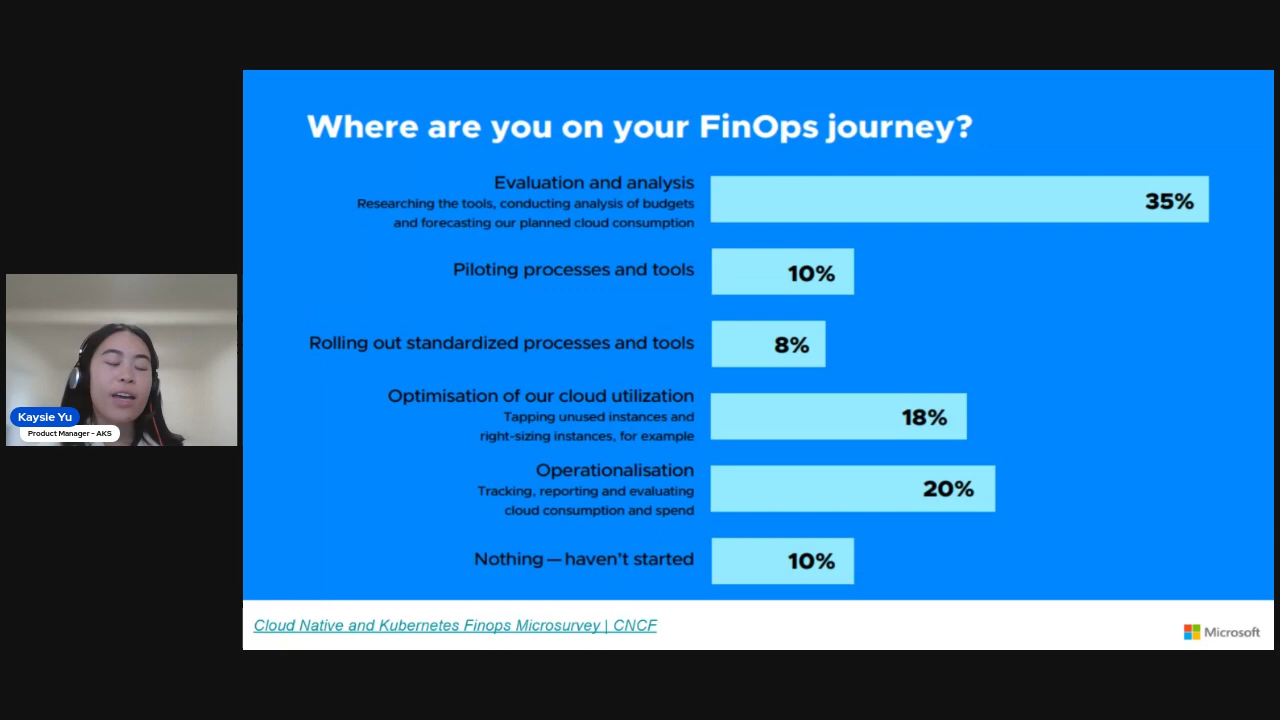 Where are you on your FinOps journey?
Evaluation and analysis
Researching the tools, conducting analysis of budgets
and forecasting our planned cloud consumption
35%
Piloting processes and tools
10%
Rolling out standardized processes and tools
8%
Optimisation of our cloud utilization
Tapping unused instances and
right-sizing instances, for example
18%
Operationalisation
Tracking, reporting and evaluating
cloud consumption and spend
20%
Nothing — haven't started
10%
Kaysie Yu
Product Manager - AKS
Cloud Native and Kubernetes Finops Microsurvey | CNCF
Microsoft